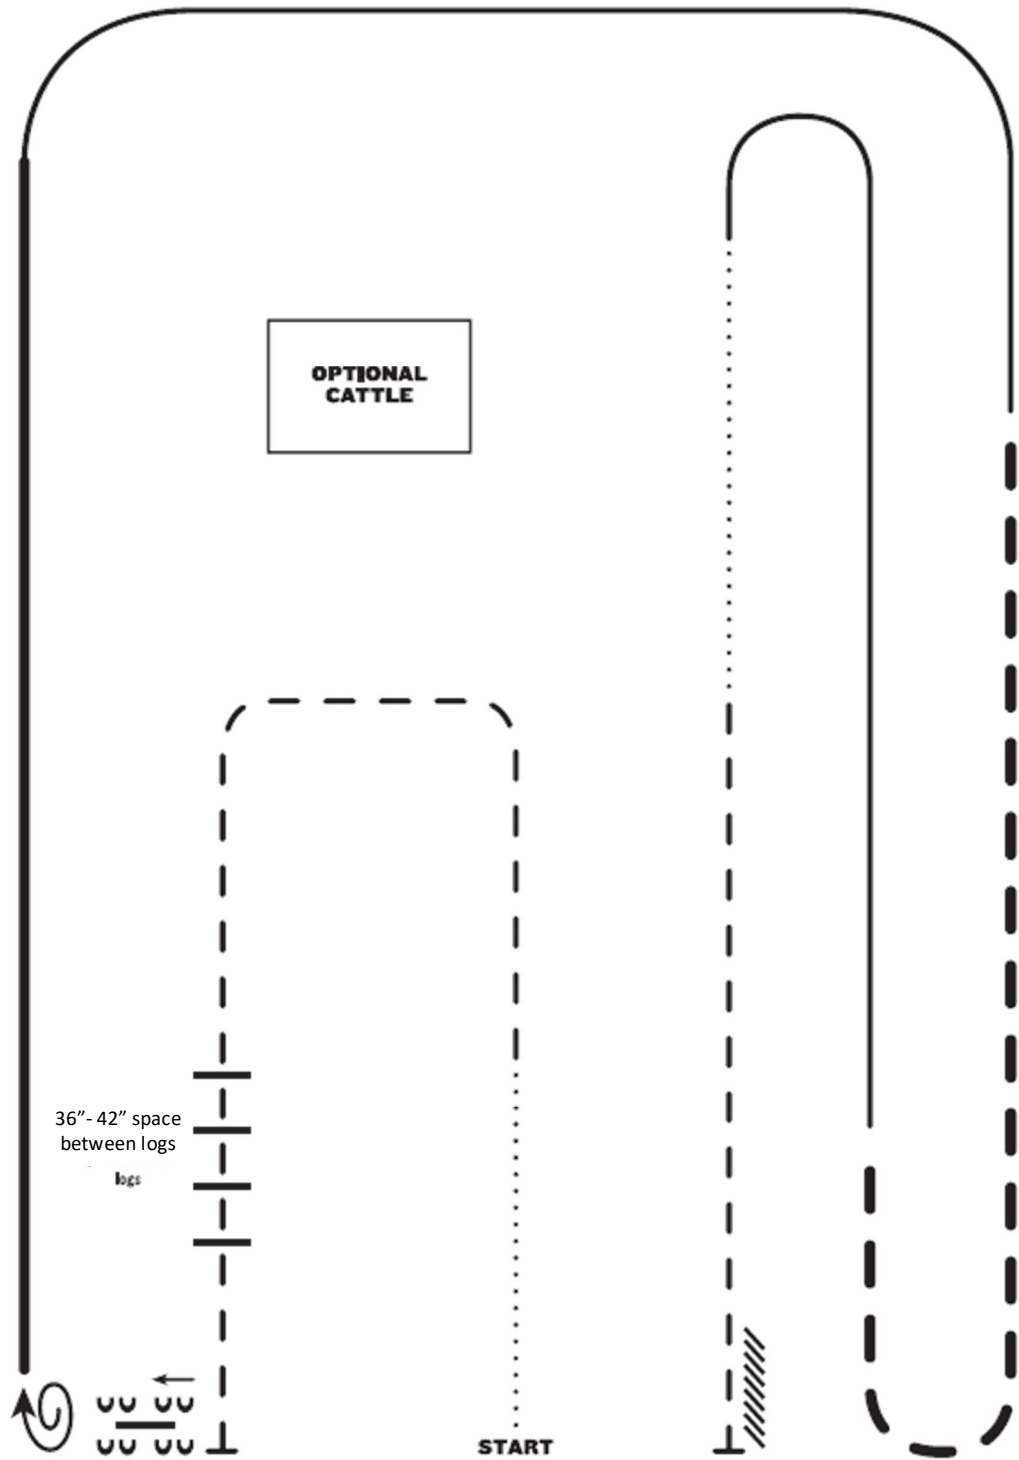 OPTIONAL
CATTLE
36”- 42” space
between logs
logs
START